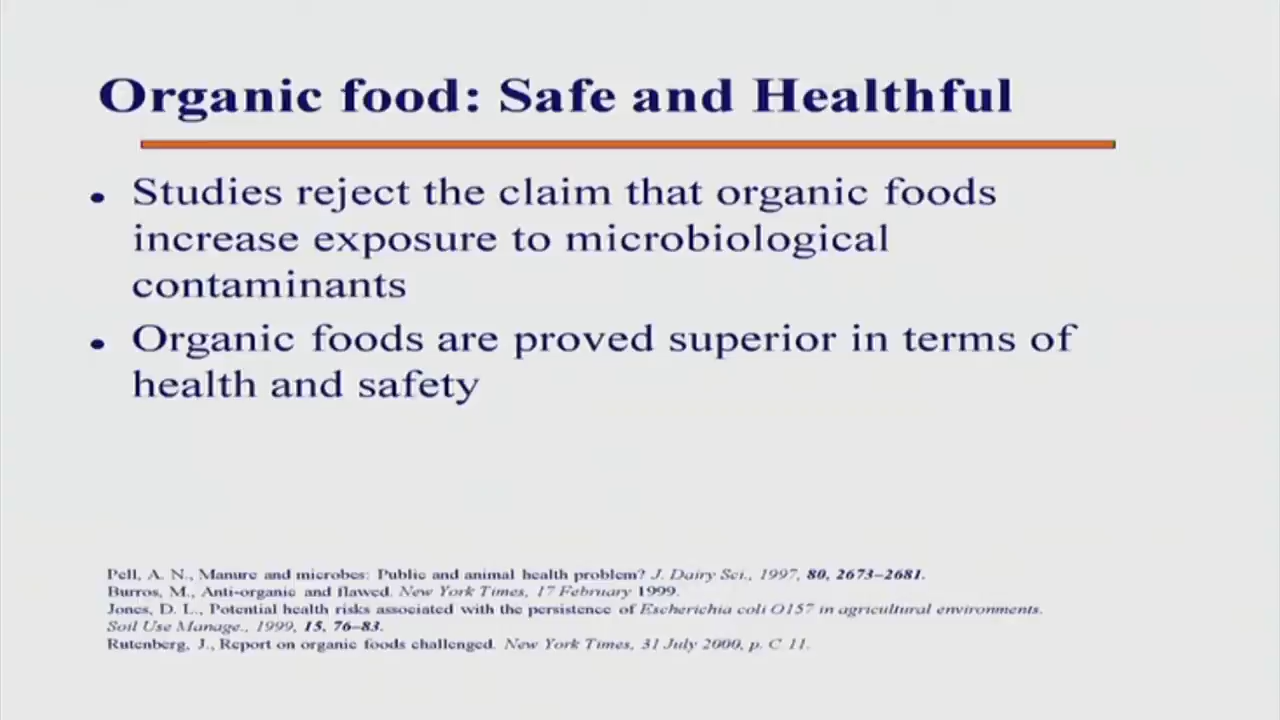 Organic food: Safe and Healthful
• Studies reject the claim that organic foods
increase exposure to microbiological
contaminants
• Organic foods are proved superior in terms of
health and safety
Pell, A. N., Manure and microbes: Public and animal health problem? J. Dairy Sci., 1997, 80, 2673–2681.
Burros, M., Anti-organic and flawed. New York Times, 17 February 1999.
Jones, D. L., Potential health risks associated with the persistence of Escherichia coli O157 in agricultural environments.
Soil Use Manage., 1999, 15, 76–83.
Rutenberg, J., Report on organic foods challenged. New York Times, 31 July 2000, p. C 11.